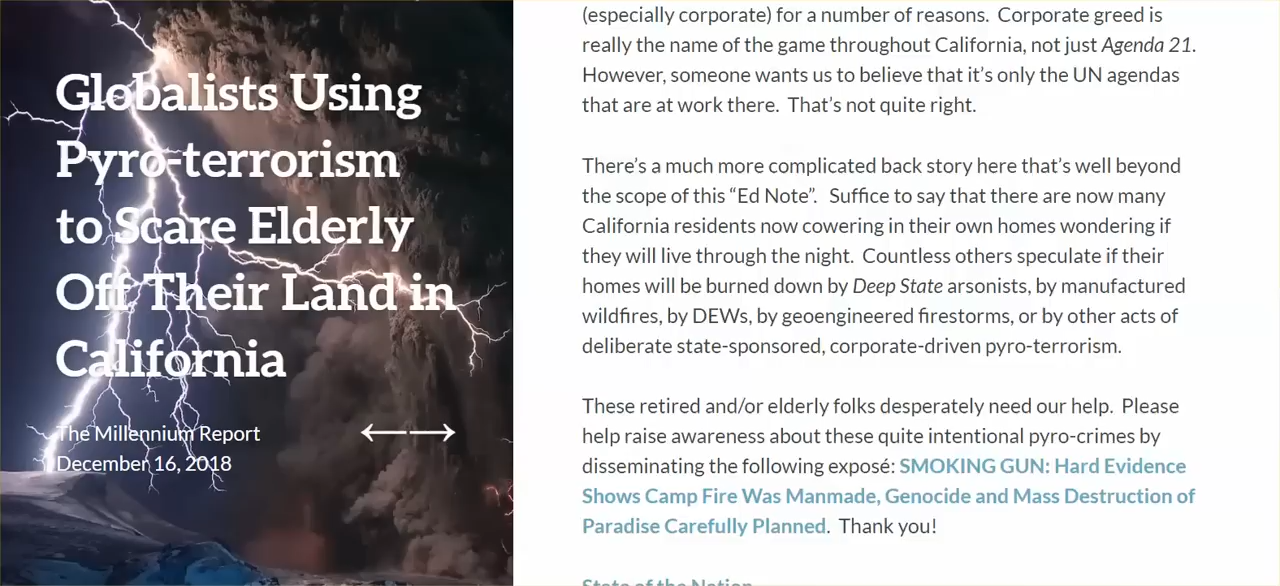 Globalists Using
Pyro-terrorism
to Scare Elderly
Off Their Land in
California
The Millennium Report
December 16, 2018
(especially corporate) for a number of reasons.  Corporate greed is
really the name of the game throughout California, not just Agenda 21.
However, someone wants us to believe that it’s only the UN agendas
that are at work there.  That’s not quite right.
There’s a much more complicated back story here that’s well beyond
the scope of this “Ed Note”.   Suffice to say that there are now many
California residents now cowering in their own homes wondering if
they will live through the night.  Countless others speculate if their
homes will be burned down by Deep State arsonists, by manufactured
wildfires, by DEWs, by geoengineered firestorms, or by other acts of
deliberate state-sponsored, corporate-driven pyro-terrorism.
These retired and/or elderly folks desperately need our help.  Please
help raise awareness about these quite intentional pyro-crimes by
disseminating the following exposé: SMOKING GUN: Hard Evidence
Shows Camp Fire Was Manmade, Genocide and Mass Destruction of
Paradise Carefully Planned.  Thank you!
State of the Nation